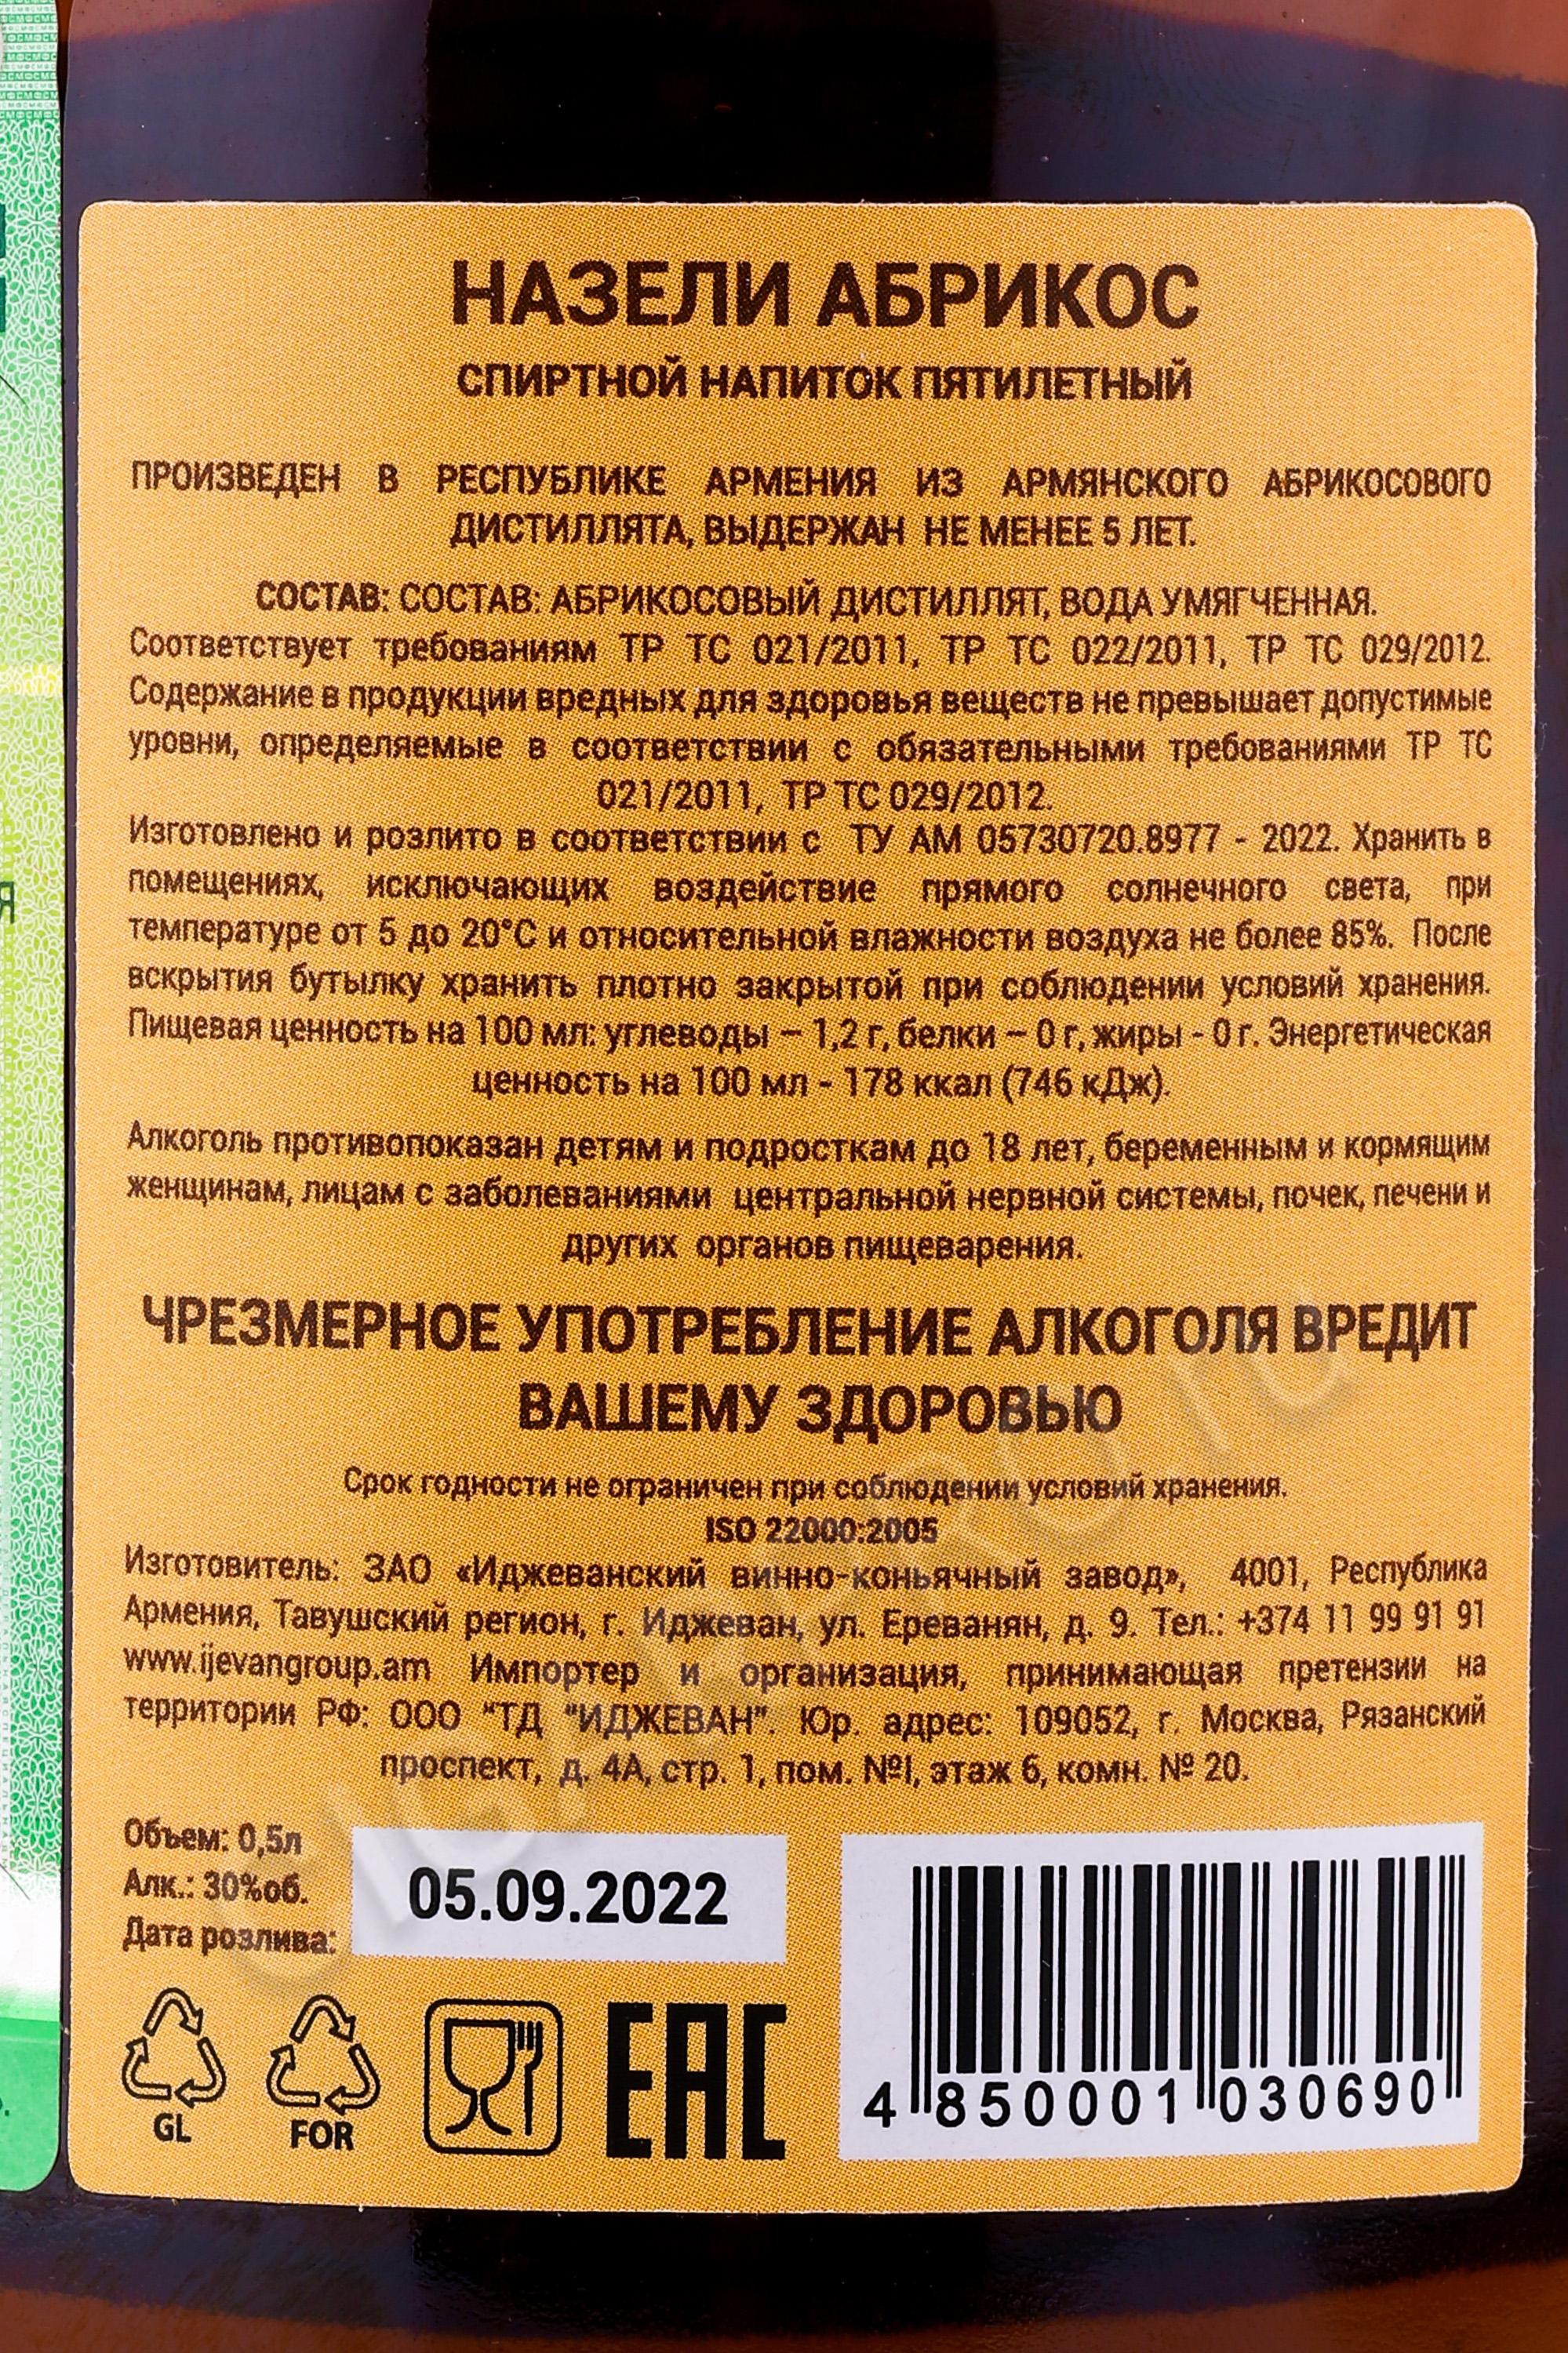 НАЗЕЛИ АБРИКОС
СПИРТНОЙ НАПИТОК ПЯТИЛЕТНЫЙ
ПРОИЗВЕДЕН В РЕСПУБЛИКЕ АРМЕНИЯ ИЗ АРМЯНСКОГО АБРИКОСОВОГО
ДИСТИЛЛЯТА, ВЫДЕРЖАН НЕ МЕНЕЕ 5 ЛЕТ.
СОСТАВ: СОСТАВ: АБРИКОСОВЫЙ ДИСТИЛЛЯТ, ВОДА УМЯГЧЕННАЯ.
Соответствует требованиям ТР ТС 021/2011, ТР ТС 022/2011, ТР ТС 029/2012.
Содержание в продукции вредных для здоровья веществ не превышает допустимые
уровни, определяемые в соответствии с обязательными требованиями ТР ТС
021/2011, ТР ТС 029/2012.
Изготовлено и розлито в соответствии с ТУ АМ 05730720.8977 - 2022. Хранить в
помещениях, исключающих воздействие прямого солнечного света, при
температуре от 5 до 20°С и относительной влажности воздуха не более 85%. После
вскрытия бутылку хранить плотно закрытой при соблюдении условий хранения.
Пищевая ценность на 100 мл: углеводы – 1,2 г, белки – 0 г, жиры - 0 г. Энергетическая
ценность на 100 мл - 178 ккал (746 кДж).
Алкоголь противопоказан детям и подросткам до 18 лет, беременным и кормящим
женщинам, лицам с заболеваниями центральной нервной системы, почек, печени и
других органов пищеварения.
ЧРЕЗМЕРНОЕ УПОТРЕБЛЕНИЕ АЛКОГОЛЯ ВРЕДИТ
ВАШЕМУ ЗДОРОВЬЮ
Срок годности не ограничен при соблюдении условий хранения.
ISO 22000:2005
Изготовитель: ЗАО «Иджеванский винно-коньячный завод», 4001, Республика
Армения, Тавушский регион, г. Иджеван, ул. Ереванян, д. 9. Тел.: +374 11 99 91 91
www.ijevangroup.am Импортер и организация, принимающая претензии на
территории РФ: ООО "ТД "ИДЖЕВАН". Юр. адрес: 109052, г. Москва, Рязанский
проспект, д. 4А, стр. 1, пом. №I, этаж 6, комн. № 20.
Объем: 0,5л
Алк.: 30%об.
Дата розлива: 05.09.2022
GL FOR EAC
4 850001 030690